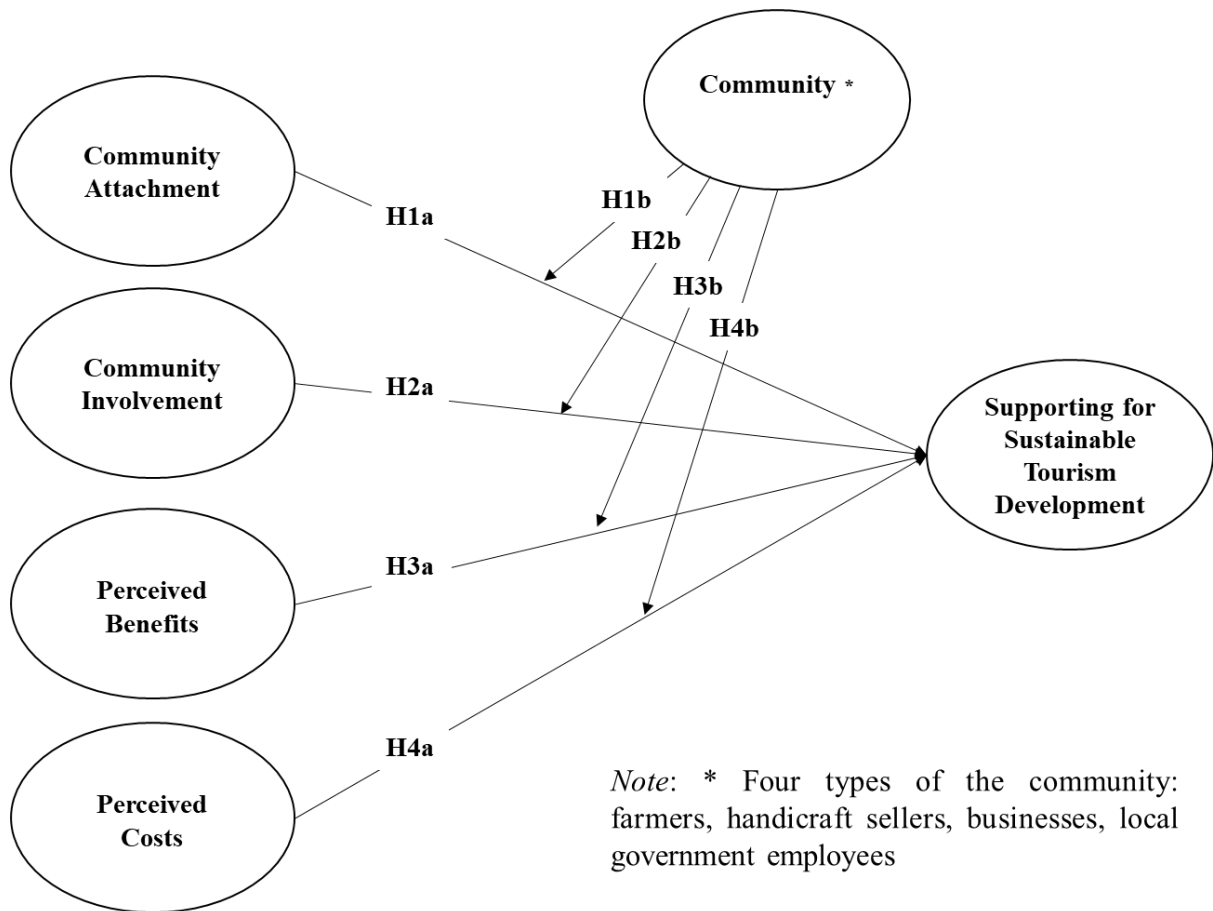 Community *
Community
Attachment
H1a
H1b
H2b
H3b
H4b
Community
Involvement
H2a
Supporting for
Sustainable
Tourism
Development
Perceived
Benefits
H3a
Perceived
Costs
H4a
Note: * Four types of the community:
farmers, handicraft sellers, businesses, local
government employees